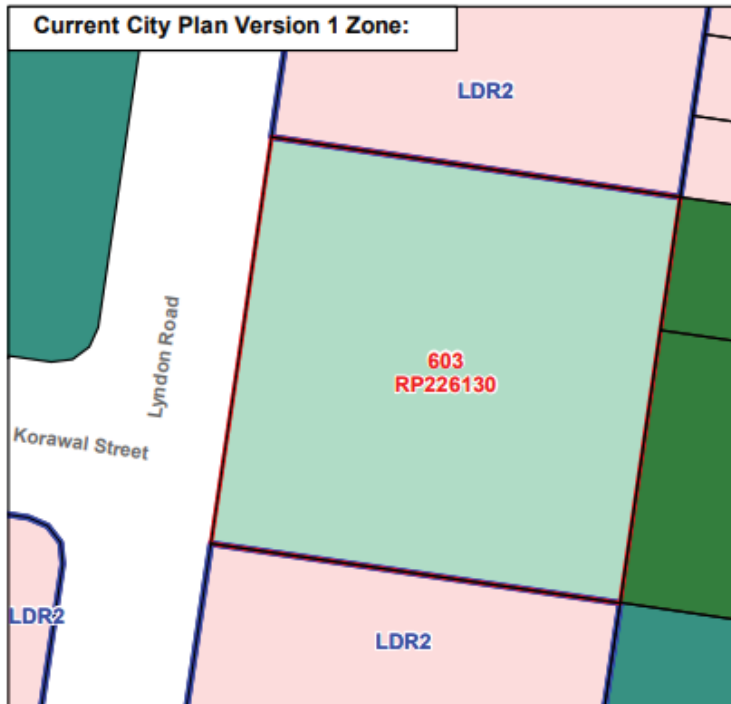 Current City Plan Version 1 Zone:
LDR2
Lyndon Road
603
RP226130
Korawal Street
LDR2
LDR2